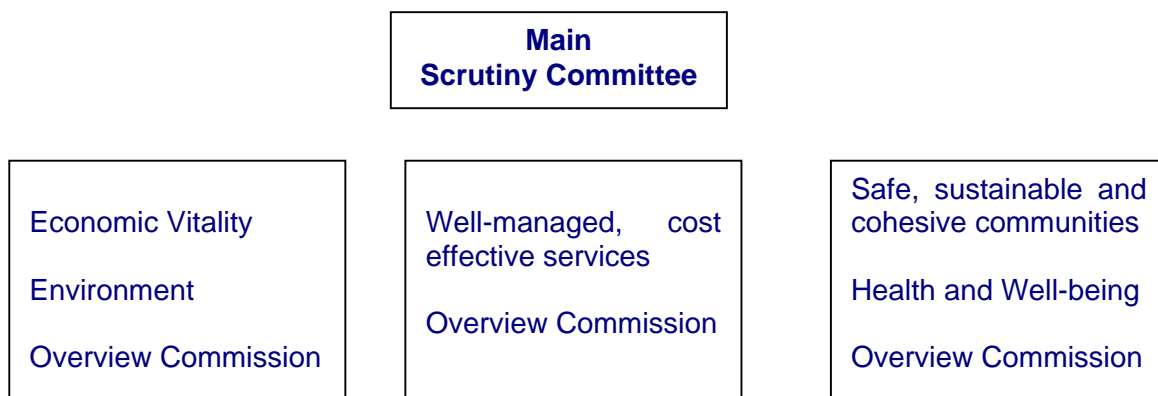 Main
Scrutiny Committee
Economic Vitality
Environment
Overview Commission
Well-managed, cost
effective services
Overview Commission
Safe, sustainable and
cohesive communities
Health and Well-being
Overview Commission